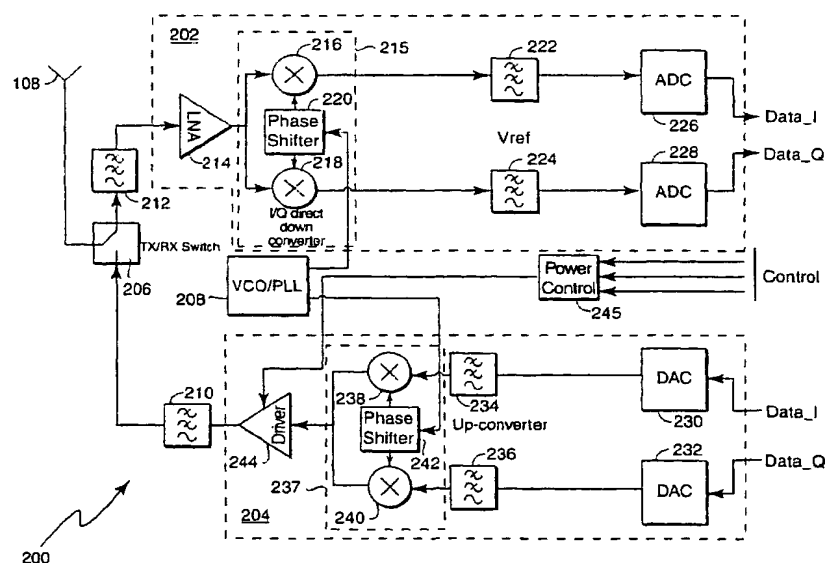 202
216
215
222
ADC
226
Data_I
108
LNA
214
220
Phase
Shifter
218
Vref
224
228
ADC
Data_Q
212
I/Q direct
down
converter
TX/RX Switch
206
VCO/PLL
208
Power
Control
245
Control
210
Driver
244
238
Phase
Shifter
242
240
237
234
Up-converter
236
DAC
230
Data_I
232
DAC
Data_Q
204
200